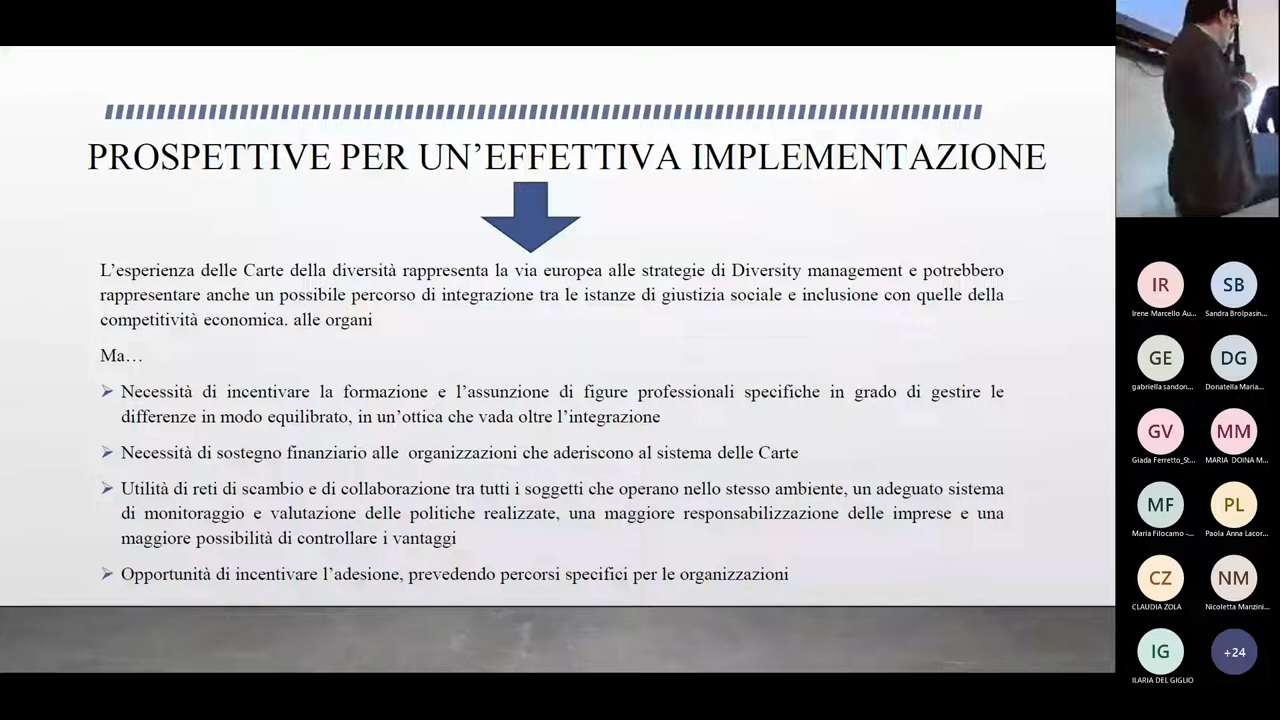 PROSPETTIVE PER UN’EFFETTIVA IMPLEMENTAZIONE
L’esperienza delle Carte della diversità rappresenta la via europea alle strategie di Diversity management e potrebbero
rappresentare anche un possibile percorso di integrazione tra le istanze di giustizia sociale e inclusione con quelle della
competitività economica. alle organi
Ma…
Necessità di incentivare la formazione e l’assunzione di figure professionali specifiche in grado di gestire le
differenze in modo equilibrato, in un’ottica che vada oltre l’integrazione
Necessità di sostegno finanziario alle organizzazioni che aderiscono al sistema delle Carte
Utilità di reti di scambio e di collaborazione tra tutti i soggetti che operano nello stesso ambiente, un adeguato sistema
di monitoraggio e valutazione delle politiche realizzate, una maggiore responsabilizzazione delle imprese e una
maggiore possibilità di controllare i vantaggi
Opportunità di incentivare l’adesione, prevedendo percorsi specifici per le organizzazioni
IR SB
Irene Marcello Au... Sandra Brolpasin...
GE DG
gabriella sandon... Donatella Maria...
GV MM
Giada Ferretto_St... MARIA DOINA M...
MF PL
Maria Filocamo -... Paola Anna Lacor...
CZ NM
CLAUDIA ZOLA Nicoletta Manzini...
IG +24
ILARIA DEL GIGLIO